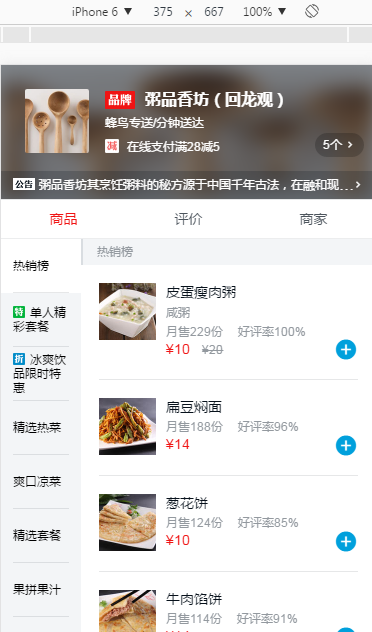 iPhone 6 ▼ 375 × 667 100% ▼
品牌 粥品香坊（回龙观）
蜂鸟专送/分钟送达
减 在线支付满28减5
5个 >
公告 粥品香坊其烹饪粥料的秘方源于中国千年古法，在融和现... >
商品 评价 商家
热销榜
特 单人精
彩套餐
折 冰爽饮
品限时特
惠
精选热菜
爽口凉菜
精选套餐
果拼果汁
热销榜
皮蛋瘦肉粥
咸粥
月售229份 好评率100%
¥10 ¥20
扁豆焖面
月售188份 好评率96%
¥14
葱花饼
月售124份 好评率85%
¥10
牛肉馅饼
月售114份 好评率91%